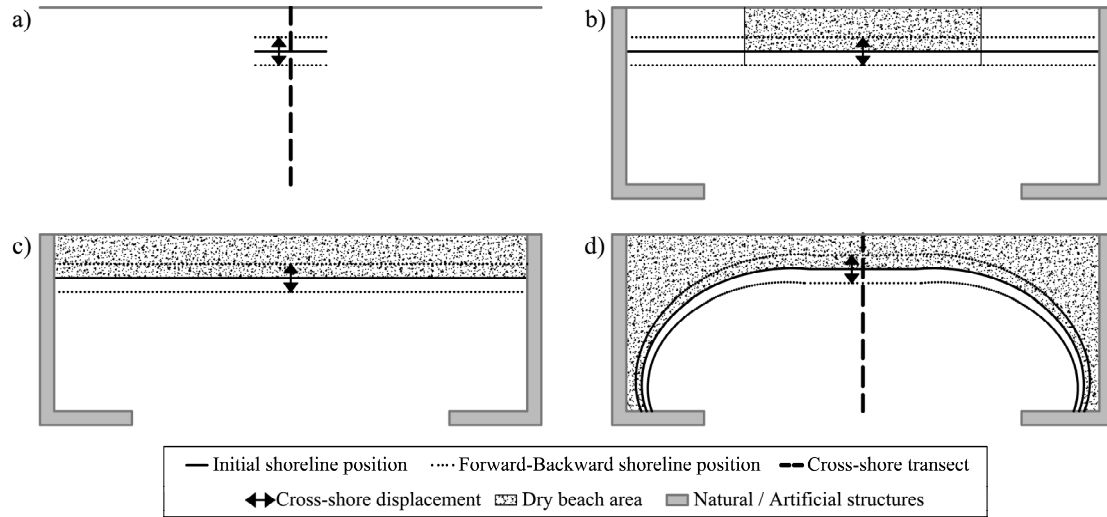 a)
b)
c)
d)
Initial shoreline position
Forward-Backward shoreline position
Cross-shore transect
Cross-shore displacement
Dry beach area
Natural / Artificial structures